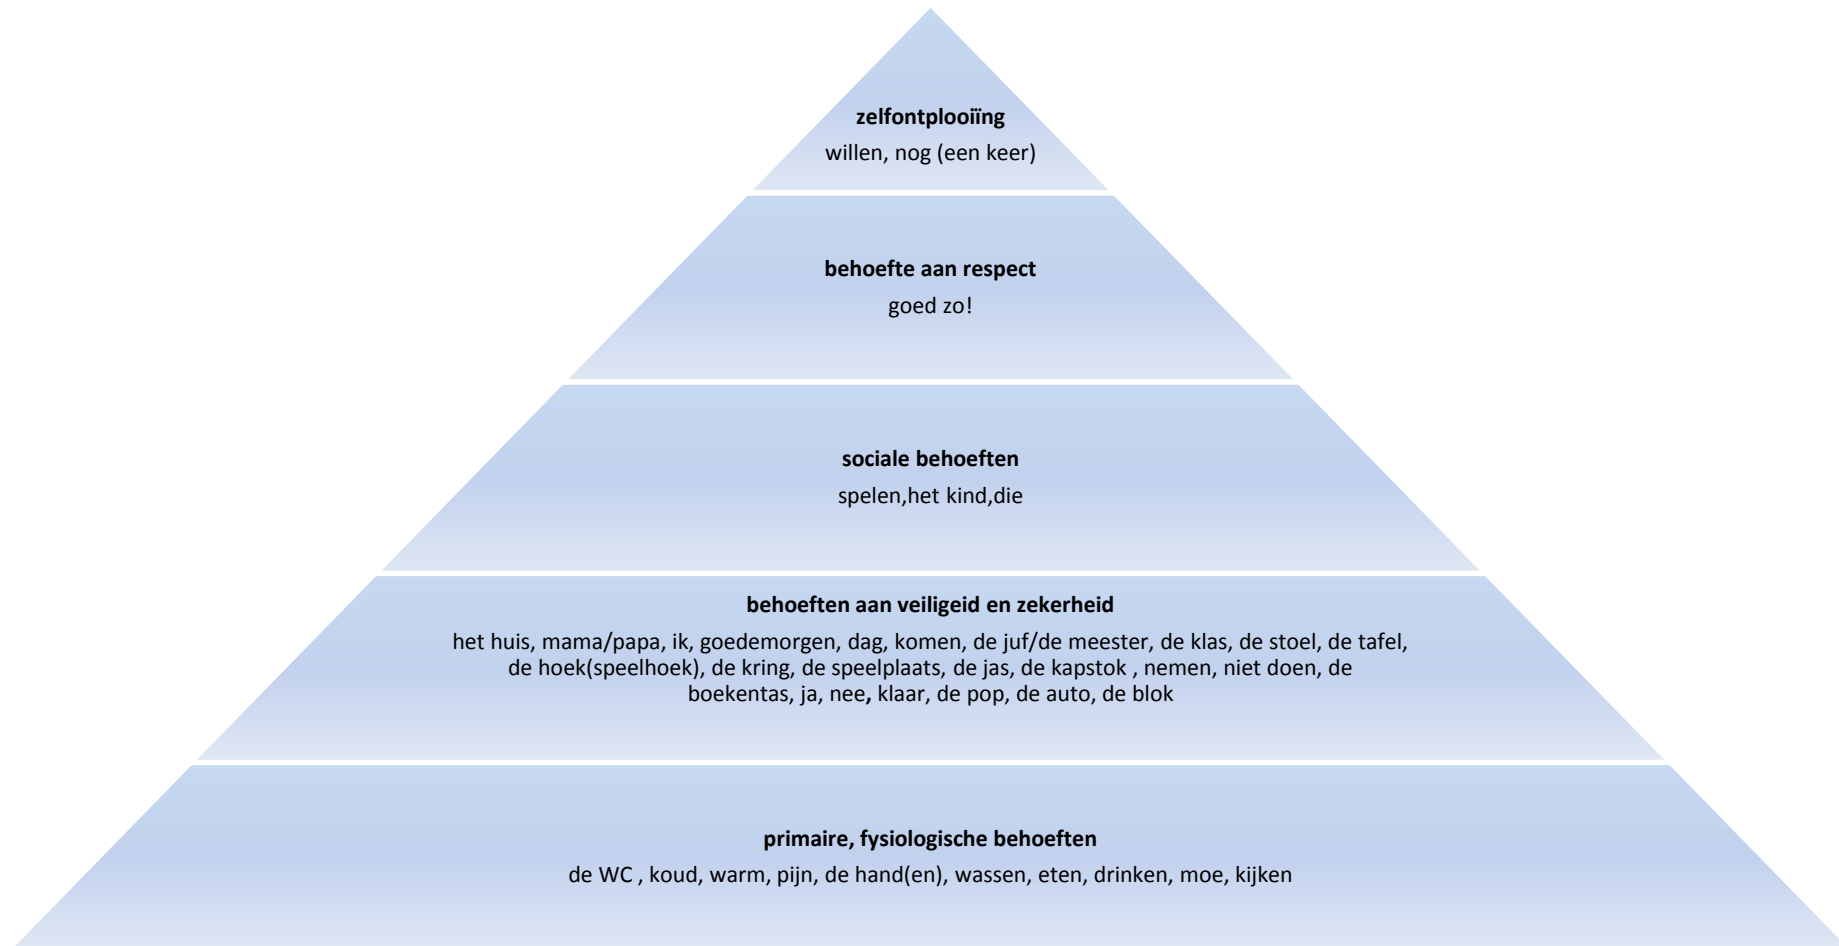 zelfontplooiïng
willen, nog (een keer)
behoefte aan respect
goed zo!
sociale behoeften
spelen,het kind,die
behoeften aan veiligeid en zekerheid
het huis, mama/papa, ik, goedemorgen, dag, komen, de juf/de meester, de klas, de stoel, de tafel,
de hoek(speelhoek), de kring, de speelplaats, de jas, de kapstok , nemen, niet doen, de
boekentas, ja, nee, klaar, de pop, de auto, de blok
primaire, fysiologische behoeften
de WC , koud, warm, pijn, de hand(en), wassen, eten, drinken, moe, kijken